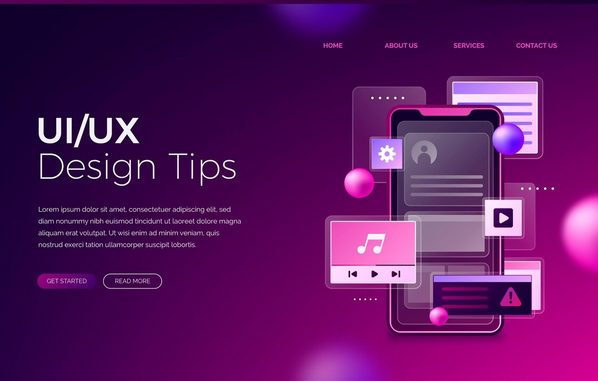 HOME ABOUT US SERVICES CONTACT US
UI/UX
Design Tips
Lorem ipsum dolor sit amet, consectetuer adipiscing elit, sed
diam nonummy nibh euismod tincidunt ut laoreet dolore magna
aliquam erat volutpat. Ut wisi enim ad minim veniam, quis
nostrud exerci tation ullamcorper suscipit lobortis.
GET STARTED READ MORE